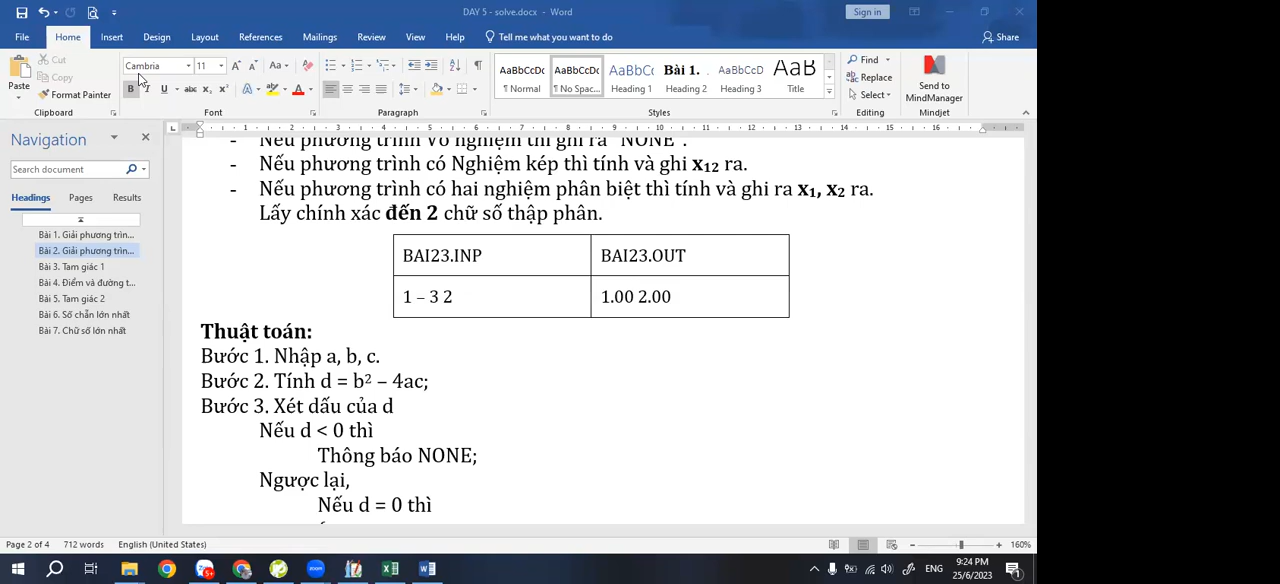 DAY 5 - solve.docx - Word
Sign in
File Home Insert Design Layout References Mailings Review View Help Tell me what you want to do Share
Paste Cut Copy Format Painter
Clipboard
Cambria 11
Font
Paragraph
AaBbCcDc AaBbCcDc AaBbCc Bài 1. AaBbCcD AaB
¶ Normal ¶ No Spac... Heading 1 Heading 2 Heading 3 Title
Styles
Find Replace Select
Editing
Send to MindManager
Mindjet
Navigation
Search document
Headings Pages Results
Bài 1. Giải phương trìn...
Bài 2. Giải phương trìn...
Bài 3. Tam giác 1
Bài 4. Điểm và đường t...
Bài 5. Tam giác 2
Bài 6. Số chẵn lớn nhất
Bài 7. Chữ số lớn nhất
- Nếu phương trình Vô nghiệm thì ghi ra "NONE".
- Nếu phương trình có Nghiệm kép thì tính và ghi x₁₂ ra.
- Nếu phương trình có hai nghiệm phân biệt thì tính và ghi ra x₁, x₂ ra.
Lấy chính xác đến 2 chữ số thập phân.
BAI23.INP BAI23.OUT
1 – 3 2 1.00 2.00
Thuật toán:
Bước 1. Nhập a, b, c.
Bước 2. Tính d = b² – 4ac;
Bước 3. Xét dấu của d
Nếu d < 0 thì
Thông báo NONE;
Ngược lại,
Nếu d = 0 thì
Page 2 of 4 712 words English (United States) 160%
ENG 9:24 PM
25/6/2023